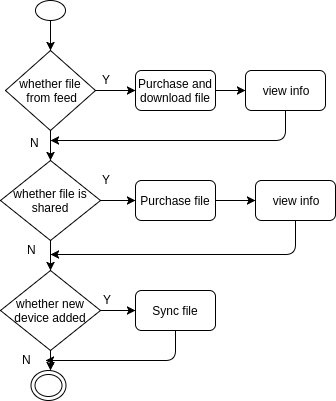 whether file
from feed
Y
Purchase and
download file
view info
N
whether file is
shared
Y
Purchase file
view info
N
whether new
device added
Y
Sync file
N